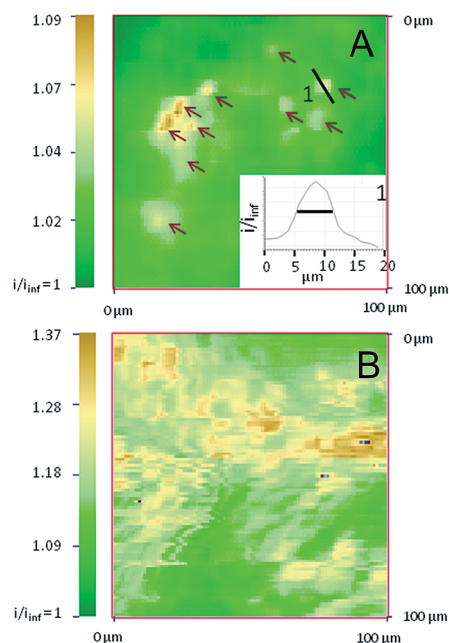 1.09
1.07
1.04
1.02
i/i_inf = 1
A
1
0 µm
100 µm
0 µm
100 µm
1
i/i_inf
0 5 10 15 20
µm
1.37
1.28
1.18
1.09
i/i_inf = 1
B
0 µm
100 µm
0 µm
100 µm